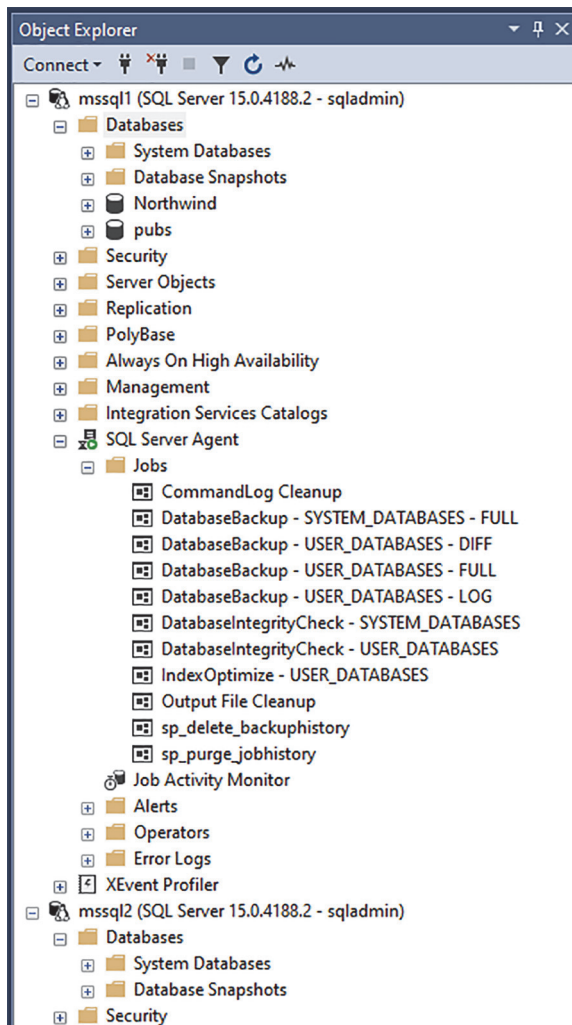 Object Explorer
Connect
mssql1 (SQL Server 15.0.4188.2 - sqladmin)
Databases
System Databases
Database Snapshots
Northwind
pubs
Security
Server Objects
Replication
PolyBase
Always On High Availability
Management
Integration Services Catalogs
SQL Server Agent
Jobs
CommandLog Cleanup
DatabaseBackup - SYSTEM_DATABASES - FULL
DatabaseBackup - USER_DATABASES - DIFF
DatabaseBackup - USER_DATABASES - FULL
DatabaseBackup - USER_DATABASES - LOG
DatabaseIntegrityCheck - SYSTEM_DATABASES
DatabaseIntegrityCheck - USER_DATABASES
IndexOptimize - USER_DATABASES
Output File Cleanup
sp_delete_backuphistory
sp_purge_jobhistory
Job Activity Monitor
Alerts
Operators
Error Logs
XEvent Profiler
mssql2 (SQL Server 15.0.4188.2 - sqladmin)
Databases
System Databases
Database Snapshots
Security